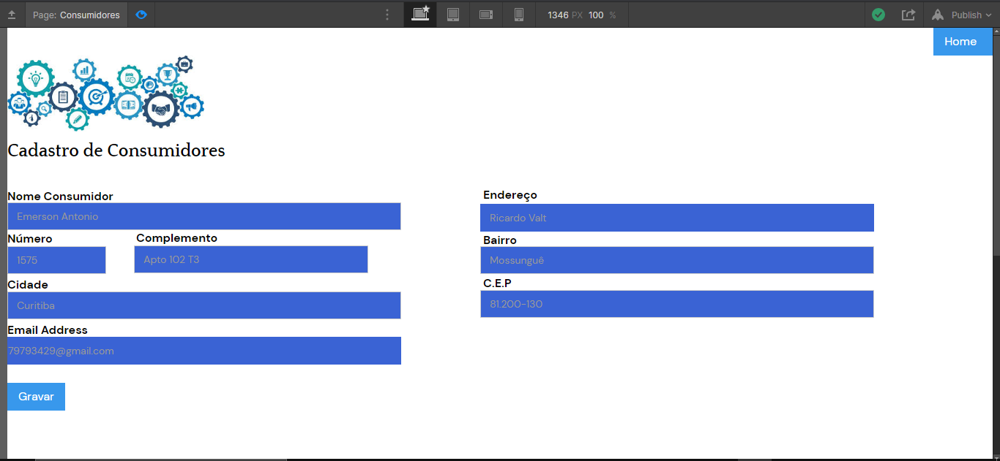 Page: Consumidores
1346 PX 100 %
Publish
Home
Cadastro de Consumidores
Nome Consumidor
Emerson Antonio
Endereço
Ricardo Valt
Número
1575
Complemento
Apto 102 T3
Bairro
Mossunguê
Cidade
Curitiba
C.E.P
81.200-130
Email Address
79793429@gmail.com
Gravar